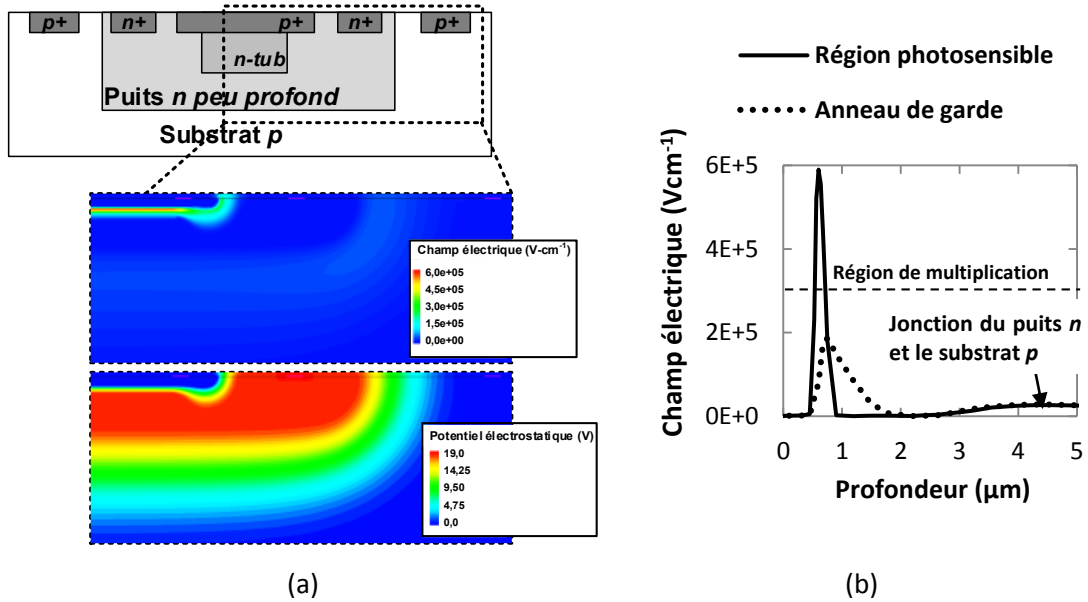 p+ n+ p+ n+ p+
n-tub
Puits n peu profond
Substrat p
Champ électrique (V-cm⁻¹)
6,0e+05
4,5e+05
3,0e+05
1,5e+05
0,0e+00
Potentiel électrostatique (V)
19,0
14,25
9,50
4,75
0,0
(a)
Région photosensible
Anneau de garde
Champ électrique (Vcm⁻¹)
6E+5
4E+5
2E+5
0E+0
Région de multiplication
Jonction du puits n
et le substrat p
0 1 2 3 4 5
Profondeur (µm)
(b)